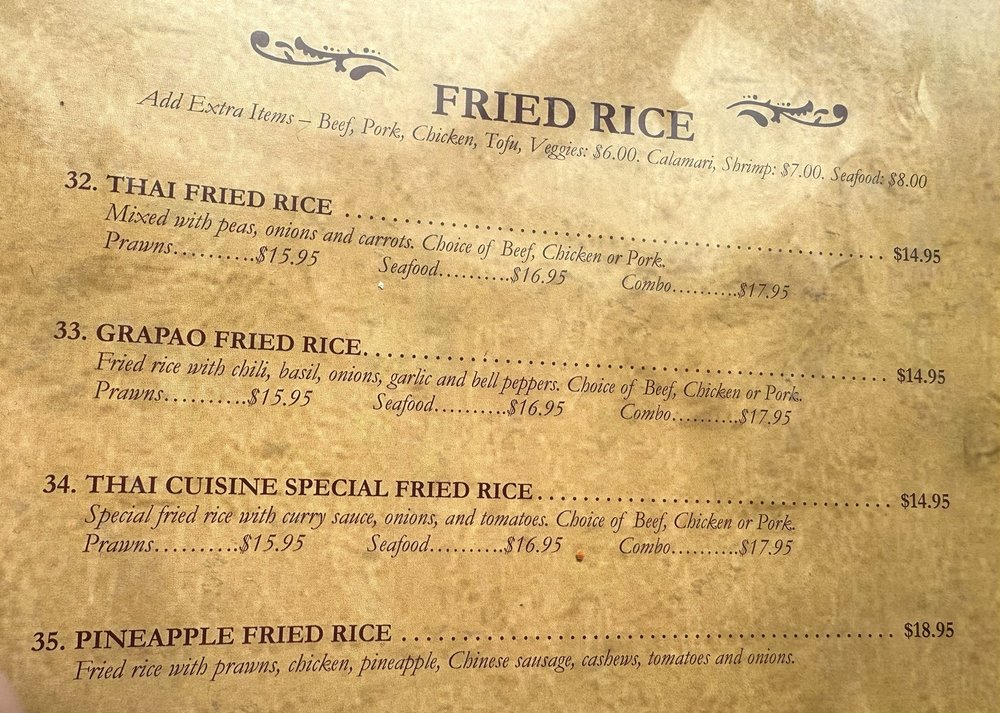 FRIED RICE
Add Extra Items – Beef, Pork, Chicken, Tofu, Veggies: $6.00. Calamari, Shrimp: $7.00. Seafood: $8.00
32. THAI FRIED RICE ........................................ $14.95
Mixed with peas, onions and carrots. Choice of Beef, Chicken or Pork.
Prawns..........$15.95 Seafood..........$16.95 Combo..........$17.95
33. GRAPAO FRIED RICE........................................ $14.95
Fried rice with chili, basil, onions, garlic and bell peppers. Choice of Beef, Chicken or Pork.
Prawns..........$15.95 Seafood..........$16.95 Combo..........$17.95
34. THAI CUISINE SPECIAL FRIED RICE........................................ $14.95
Special fried rice with curry sauce, onions, and tomatoes. Choice of Beef, Chicken or Pork.
Prawns..........$15.95 Seafood..........$16.95 Combo..........$17.95
35. PINEAPPLE FRIED RICE ........................................ $18.95
Fried rice with prawns, chicken, pineapple, Chinese sausage, cashews, tomatoes and onions.